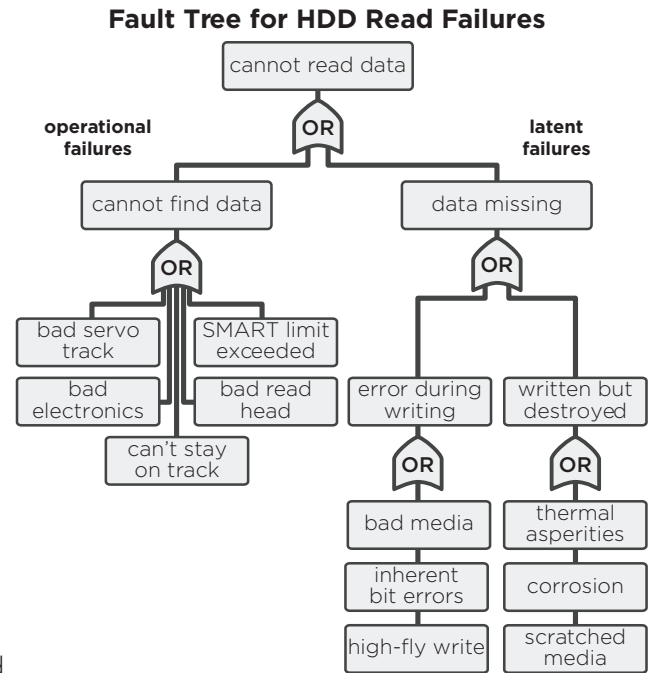 Fault Tree for HDD Read Failures
cannot read data
OR
operational
failures
latent
failures
cannot find data
data missing
OR
OR
bad servo
track
SMART limit
exceeded
bad
electronics
bad read
head
can't stay
on track
error during
writing
written but
destroyed
OR
OR
bad media
thermal
asperities
inherent
bit errors
corrosion
high-fly write
scratched
media